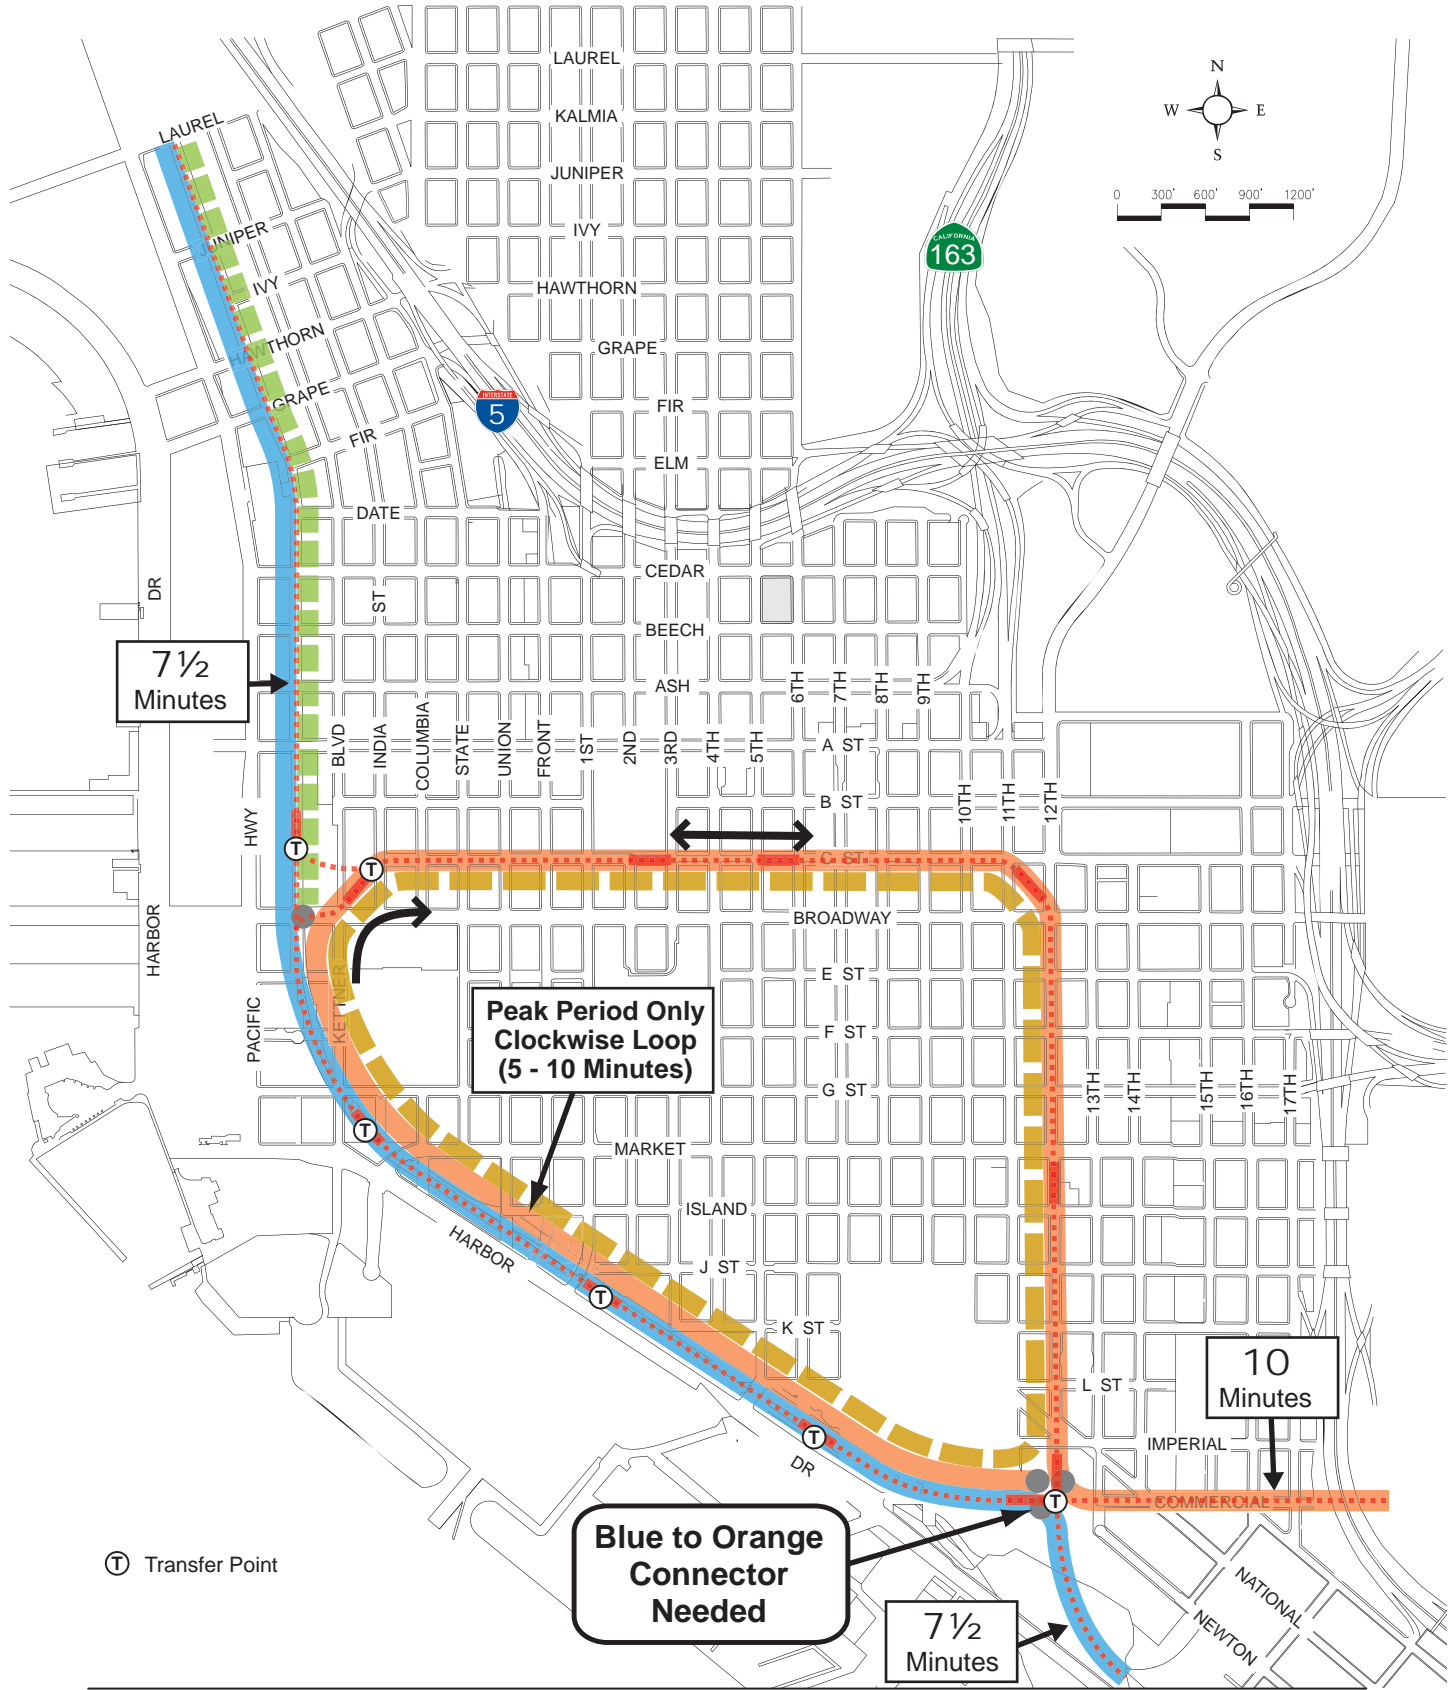 LAUREL
KALMIA
JUNIPER
IVY
HAWTHORN
GRAPE
FIR
ELM
CEDAR
BEECH
ASH
N
W E
S
0 300' 600' 900' 1200'
CALIFORNIA
163
INTERSTATE
5
LAUREL
JUNIPER
IVY
HAWTHORN
GRAPE
FIR
DATE
ST
DR
7½
Minutes
BLVD
INDIA
COLUMBIA
STATE
UNION
FRONT
1ST
2ND
3RD
4TH
5TH
6TH
7TH
8TH
9TH
A ST
B ST
10TH
11TH
12TH
HWY
T
T
C ST
BROADWAY
HARBOR
KETTNER
E ST
PACIFIC
Peak Period Only
Clockwise Loop
(5 - 10 Minutes)
F ST
G ST
13TH
14TH
15TH
16TH
17TH
T
MARKET
ISLAND
HARBOR
J ST
T
K ST
L ST
10
Minutes
T
DR
IMPERIAL
T
COMMERCIAL
Blue to Orange
Connector
Needed
T Transfer Point
7½
Minutes
NATIONAL
NEWTON